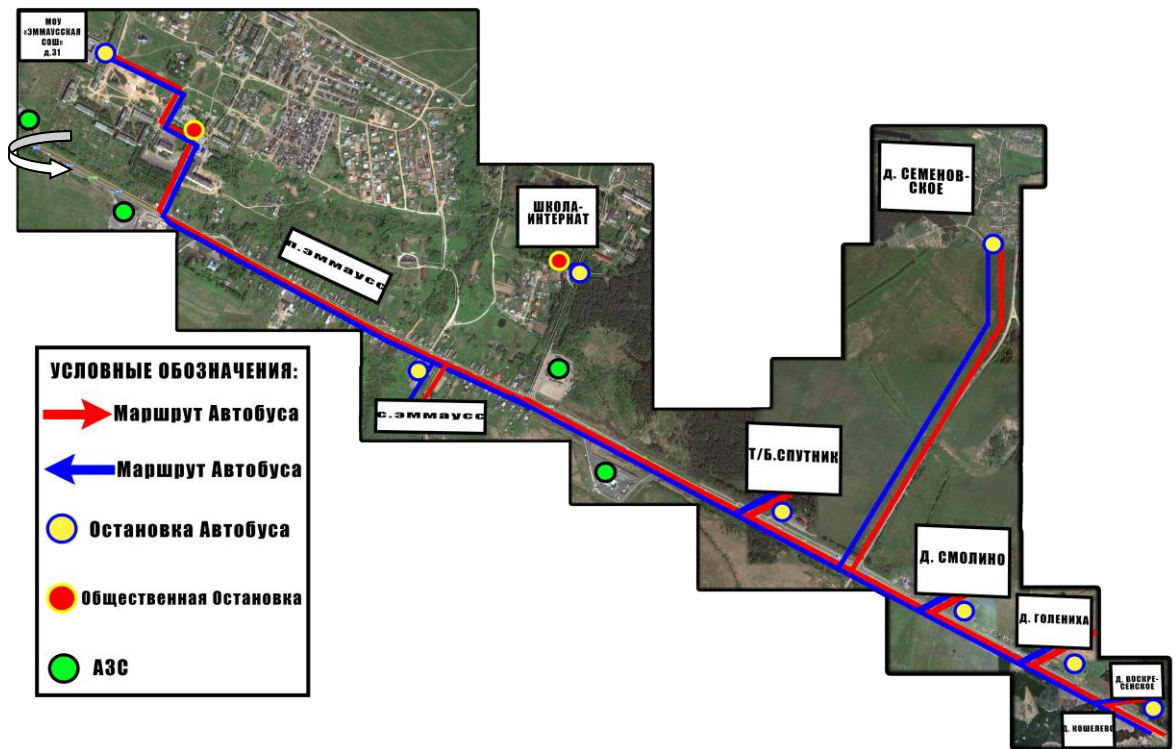 МОУ
«ЭММАУССКАЯ
СОШ»
д.31
д. СЕМЕНОВ-
СКОЕ
ШКОЛА-
ИНТЕРНАТ
п.эммаусс
УСЛОВНЫЕ ОБОЗНАЧЕНИЯ:
Маршрут Автобуса
Маршрут Автобуса
Остановка Автобуса
Общественная Остановка
АЗС
с.эммаусс
Т/Б.СПУТНИК
Д. СМОЛИНО
Д. ГОЛЕНИХА
Д. ВОСКРЕ-
СЕНСКОЕ
Д. КОШЕЛЕВО